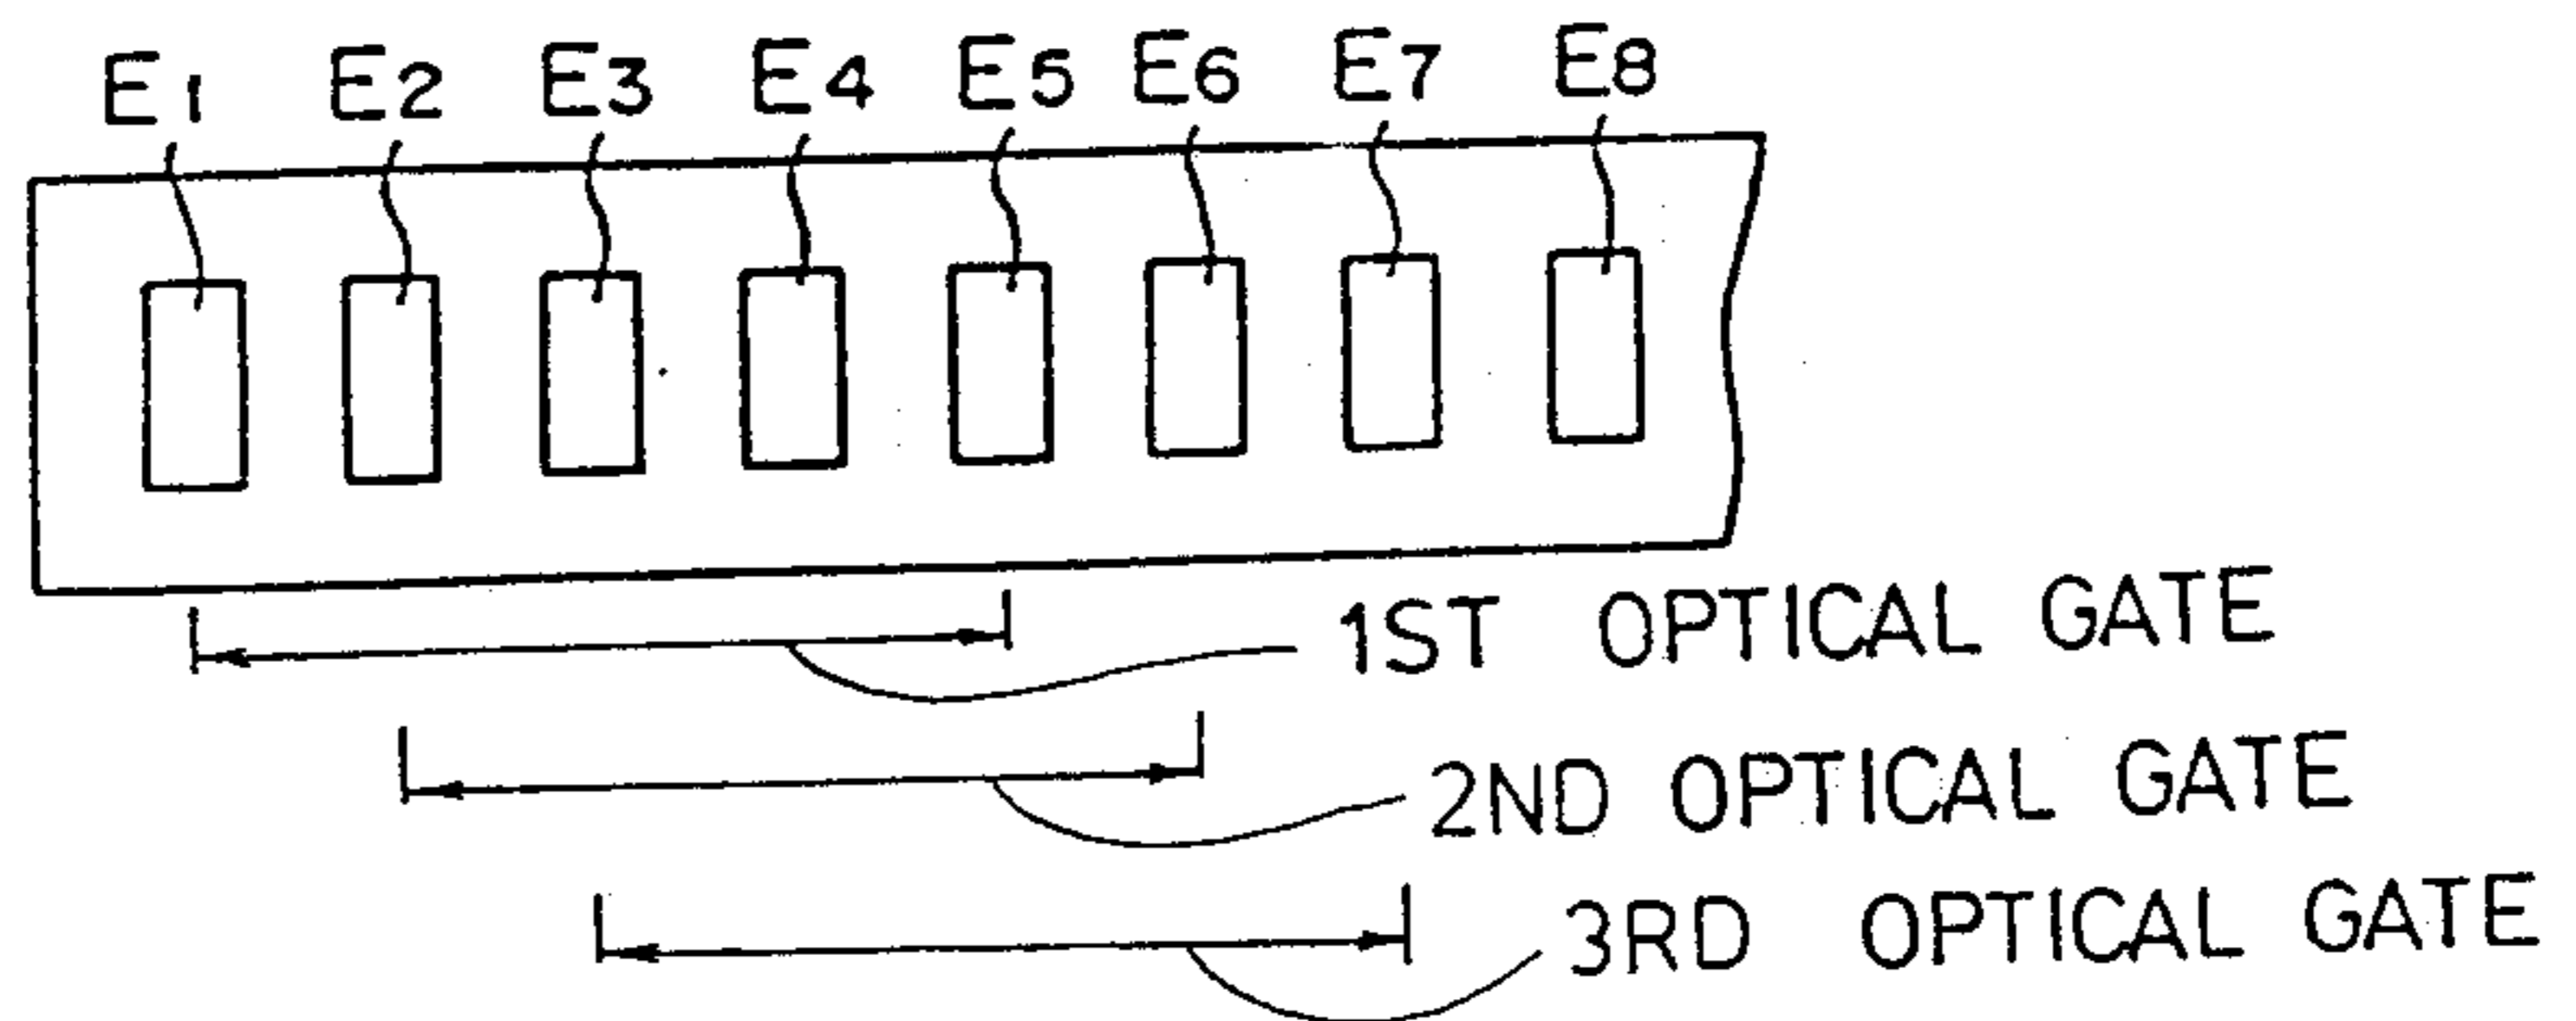 E1 E2 E3 E4 E5 E6 E7 E8
1ST OPTICAL GATE
2ND OPTICAL GATE
3RD OPTICAL GATE